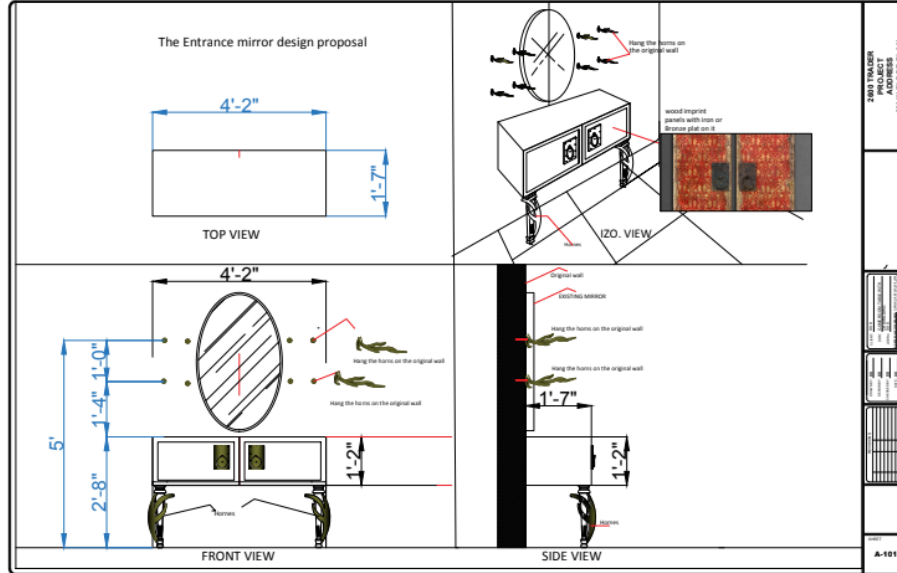 The Entrance mirror design proposal
4'-2"
1'-7"
TOP VIEW
Hang the horns on
the original wall
wood imprint
panels with iron or
Bronze plat on it
Hornes
IZO. VIEW
4'-2"
1'-0"
1'-4"
5'
2'-8"
Hang the horns on the original wall
Hang the horns on the original wall
1'-2"
Hornes
FRONT VIEW
Original wall
EXISTING MIRROR
Hang the horns on the original wall
Hang the horns on the original wall
1'-7"
1'-2"
Hornes
SIDE VIEW
2600 TRADER
PROJECT
ADDRESS
SHEET
A-101